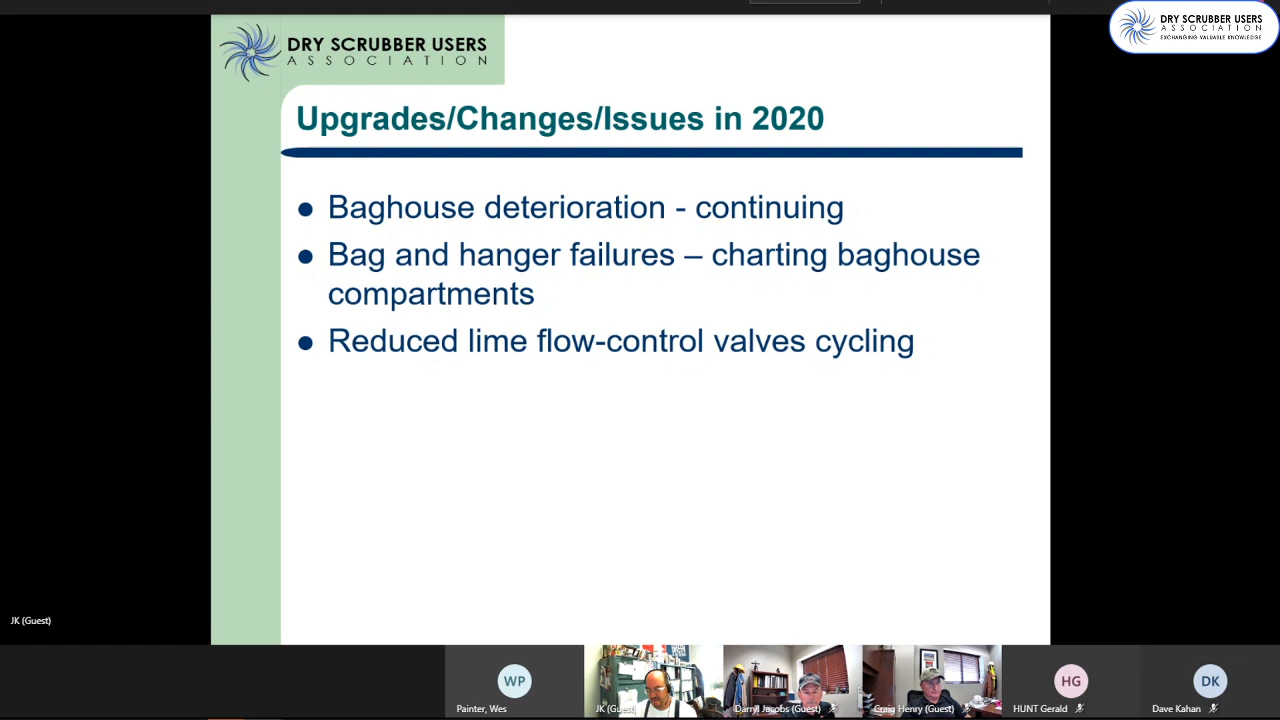 DRY SCRUBBER USERS
ASSOCIATION
DRY SCRUBBER USERS
ASSOCIATION
EXCHANGING VALUABLE KNOWLEDGE
Upgrades/Changes/Issues in 2020
● Baghouse deterioration - continuing
● Bag and hanger failures – charting baghouse
compartments
● Reduced lime flow-control valves cycling
JK (Guest)
WP
HG
DK
Painter, Wes
JK (Guest)
Darryl Jacobs (Guest)
Craig Henry (Guest)
HUNT Gerald
Dave Kahan